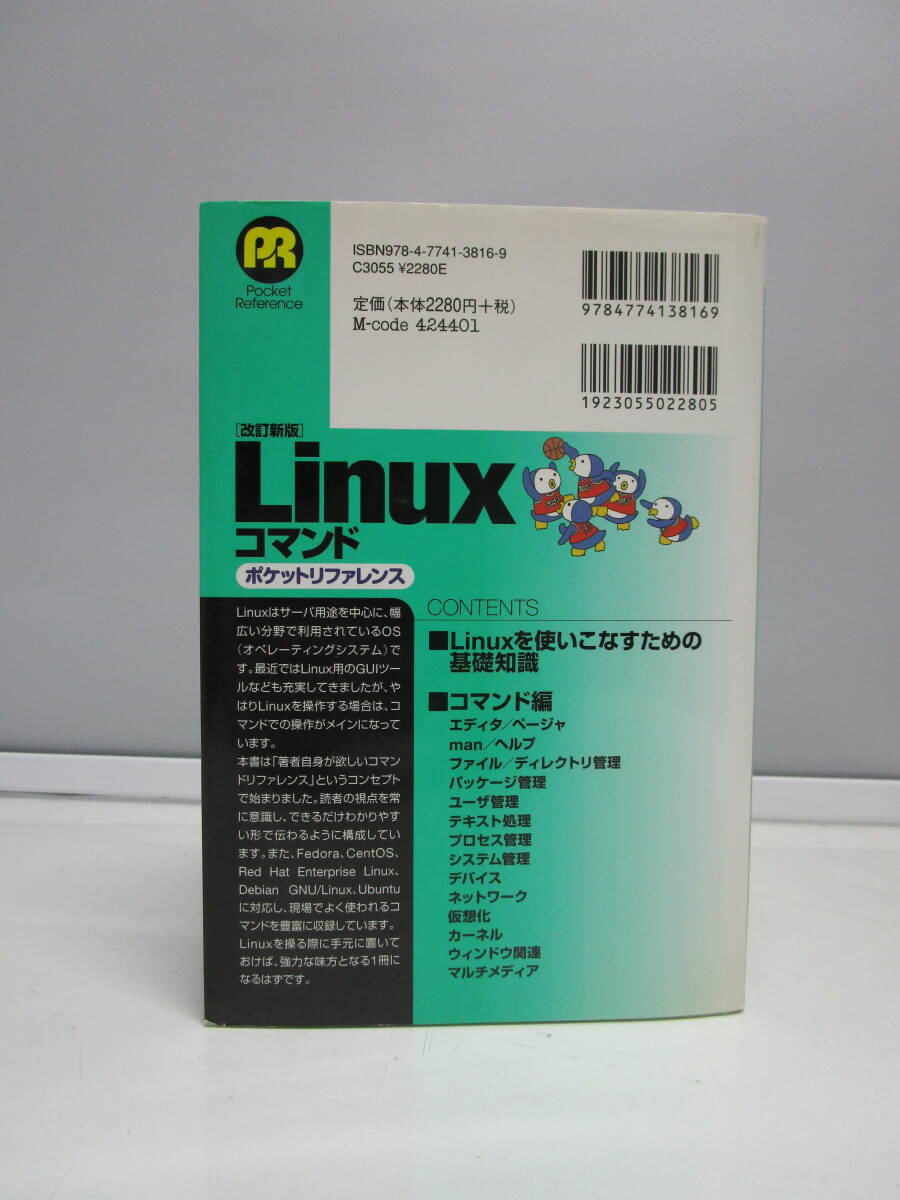 PR
Pocket
Reference
ISBN978-4-7741-3816-9
C3055 ¥2280E
定価(本体2280円+税)
M-code 424401
9784774138169
1923055022805
[改訂新版]
Linux
コマンド
ポケットリファレンス
Linuxはサーバ用途を中心に、幅
広い分野で利用されているOS
(オペレーティングシステム)で
す。最近ではLinux用のGUIツー
ルなども充実してきましたが、や
はりLinuxを操作する場合は、コ
マンドでの操作がメインになって
います。
本書は「著者自身が欲しいコマン
ドリファレンス」というコンセプト
で始まりました。読者の視点を常
に意識し、できるだけわかりやす
い形で伝わるように構成してい
ます。また、Fedora、CentOS、
Red Hat Enterprise Linux、
Debian GNU/Linux、Ubuntu
に対応し、現場でよく使われるコ
マンドを豊富に収録しています。
Linuxを操る際に手元に置いて
おけば、強力な味方となる1冊に
なるはずです。
CONTENTS
■Linuxを使いこなすための
基礎知識
■コマンド編
エディタ/ページャ
man/ヘルプ
ファイル/ディレクトリ管理
パッケージ管理
ユーザ管理
テキスト処理
プロセス管理
システム管理
デバイス
ネットワーク
仮想化
カーネル
ウィンドウ関連
マルチメディア